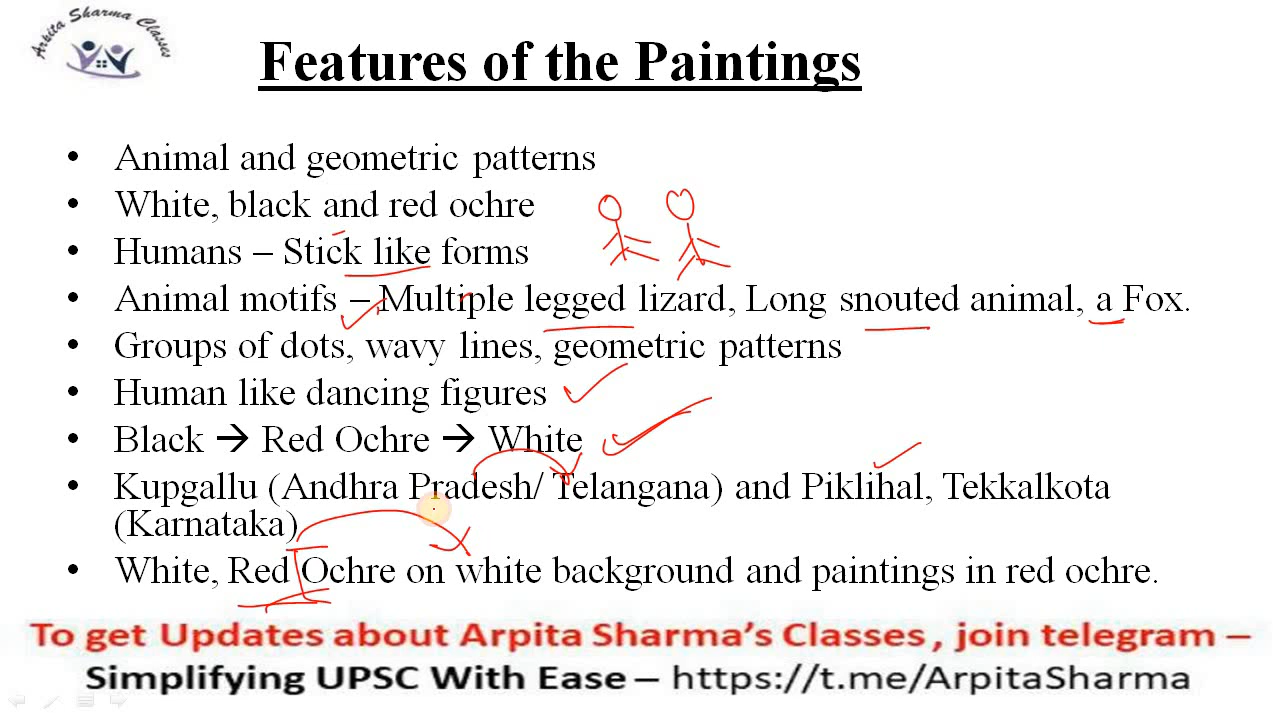 Arpita Sharma Classes
Features of the Paintings
• Animal and geometric patterns
• White, black and red ochre
• Humans – Stick like forms
• Animal motifs – Multiple legged lizard, Long snouted animal, a Fox.
• Groups of dots, wavy lines, geometric patterns
• Human like dancing figures
• Black → Red Ochre → White
• Kupgallu (Andhra Pradesh/ Telangana) and Piklihal, Tekkalkota
(Karnataka)
• White, Red Ochre on white background and paintings in red ochre.
To get Updates about Arpita Sharma's Classes , join telegram –
Simplifying UPSC With Ease – https://t.me/ArpitaSharma